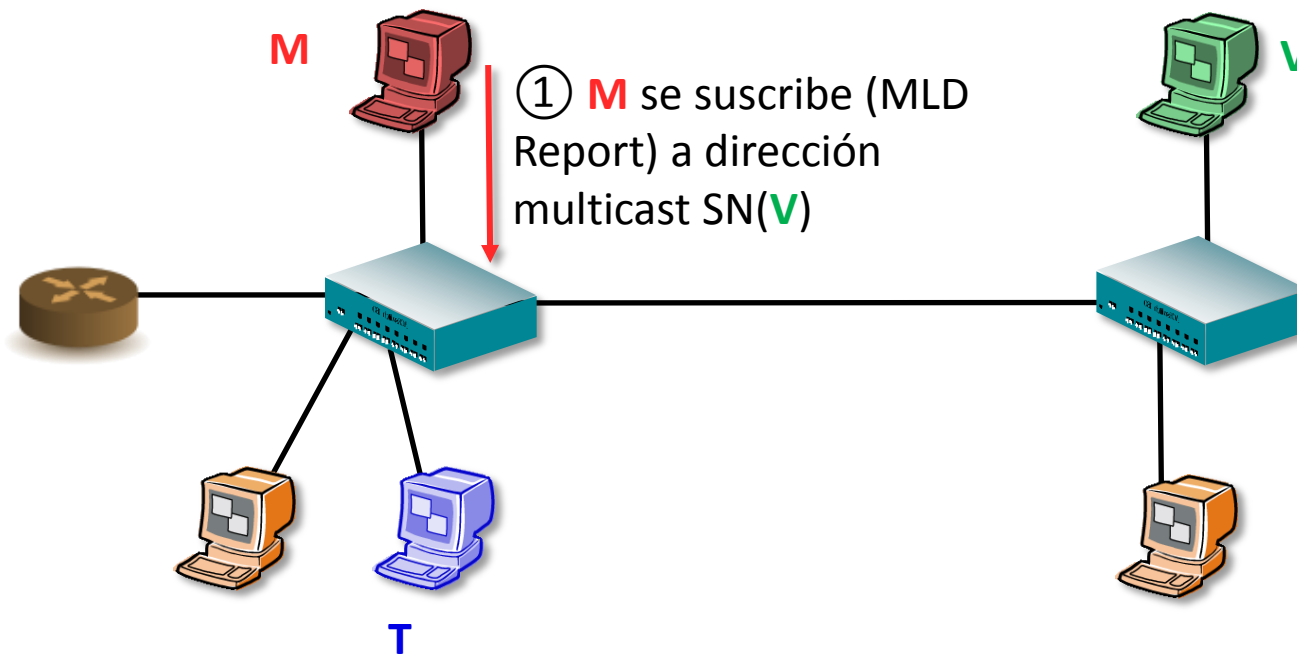 M
V
① M se suscribe (MLD
Report) a dirección
multicast SN(V)
T